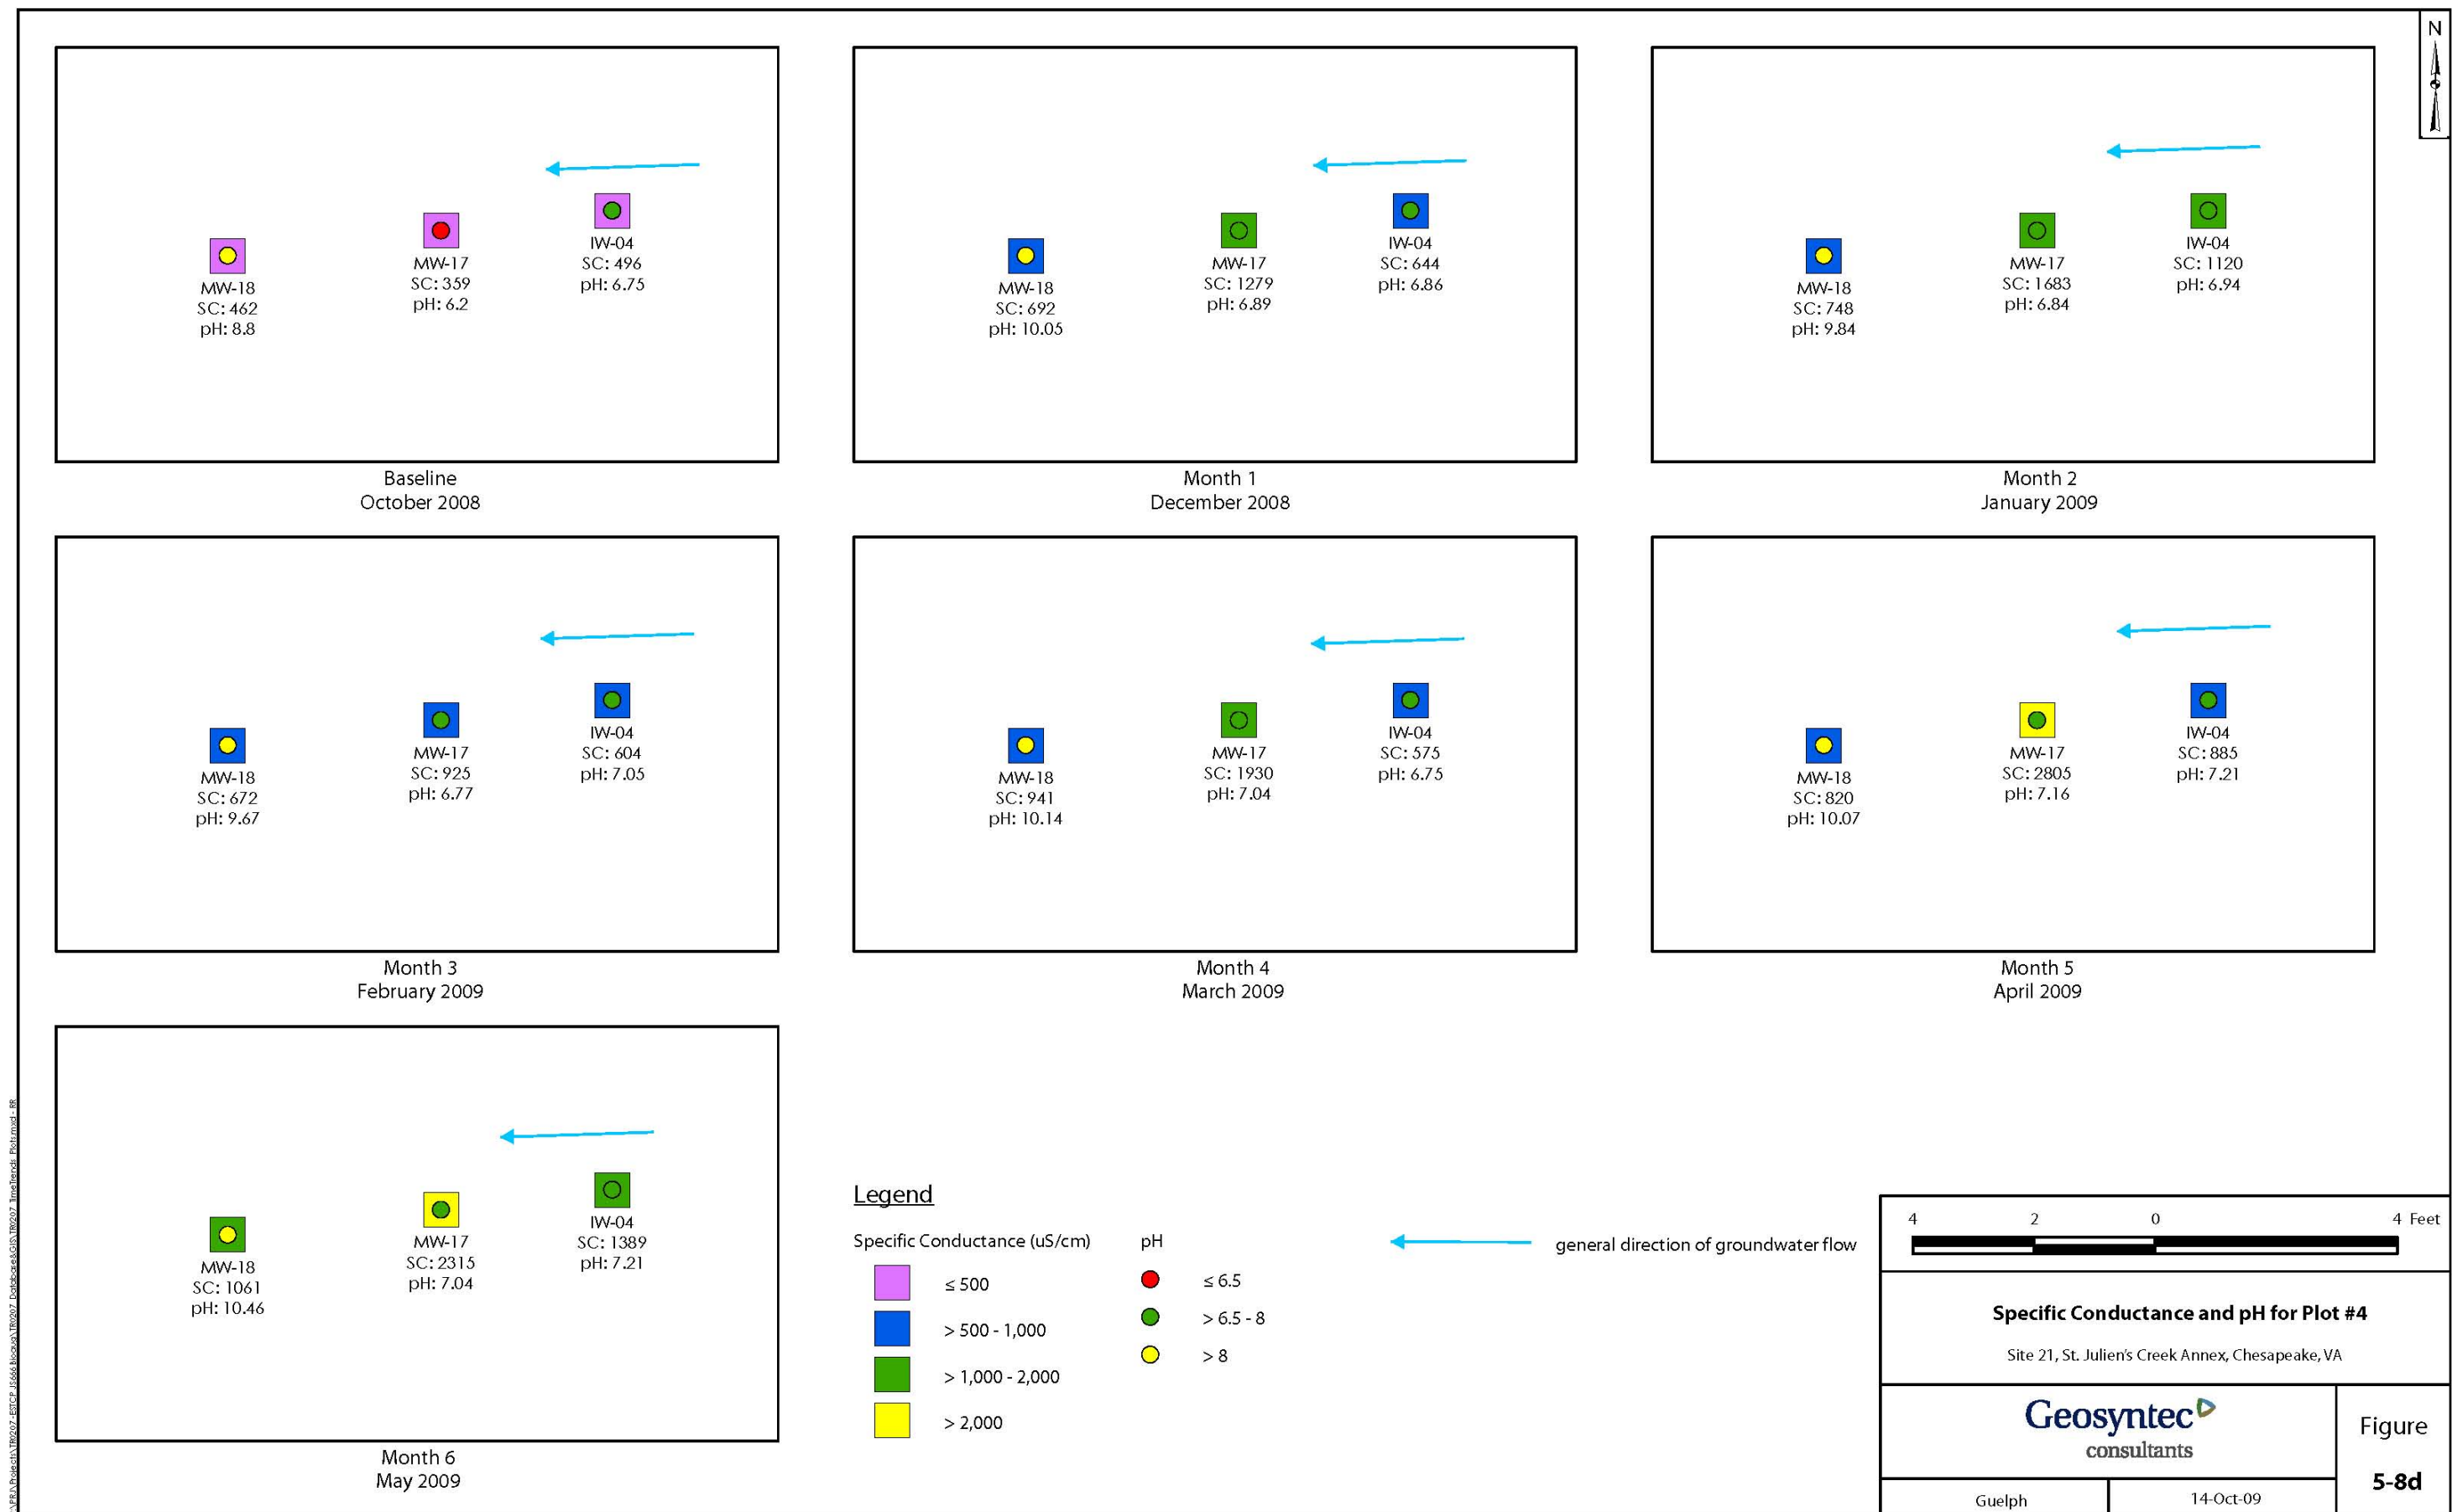 N
IW-04
SC: 496
pH: 6.75
MW-17
SC: 359
pH: 6.2
MW-18
SC: 462
pH: 8.8
Baseline
October 2008
IW-04
SC: 644
pH: 6.86
MW-17
SC: 1279
pH: 6.89
MW-18
SC: 692
pH: 10.05
Month 1
December 2008
IW-04
SC: 1120
pH: 6.94
MW-17
SC: 1683
pH: 6.84
MW-18
SC: 748
pH: 9.84
Month 2
January 2009
IW-04
SC: 604
pH: 7.05
MW-17
SC: 925
pH: 6.77
MW-18
SC: 672
pH: 9.67
Month 3
February 2009
IW-04
SC: 575
pH: 6.75
MW-17
SC: 1930
pH: 7.04
MW-18
SC: 941
pH: 10.14
Month 4
March 2009
IW-04
SC: 885
pH: 7.21
MW-17
SC: 2805
pH: 7.16
MW-18
SC: 820
pH: 10.07
Month 5
April 2009
IW-04
SC: 1389
pH: 7.21
MW-17
SC: 2315
pH: 7.04
MW-18
SC: 1061
pH: 10.46
Month 6
May 2009
Legend
Specific Conductance (uS/cm)
≤ 500
> 500 - 1,000
> 1,000 - 2,000
> 2,000
pH
≤ 6.5
> 6.5 - 8
> 8
general direction of groundwater flow
4 2 0 4 Feet
Specific Conductance and pH for Plot #4
Site 21, St. Julien's Creek Annex, Chesapeake, VA
Geosyntec
consultants
Figure
5-8d
Guelph
14-Oct-09